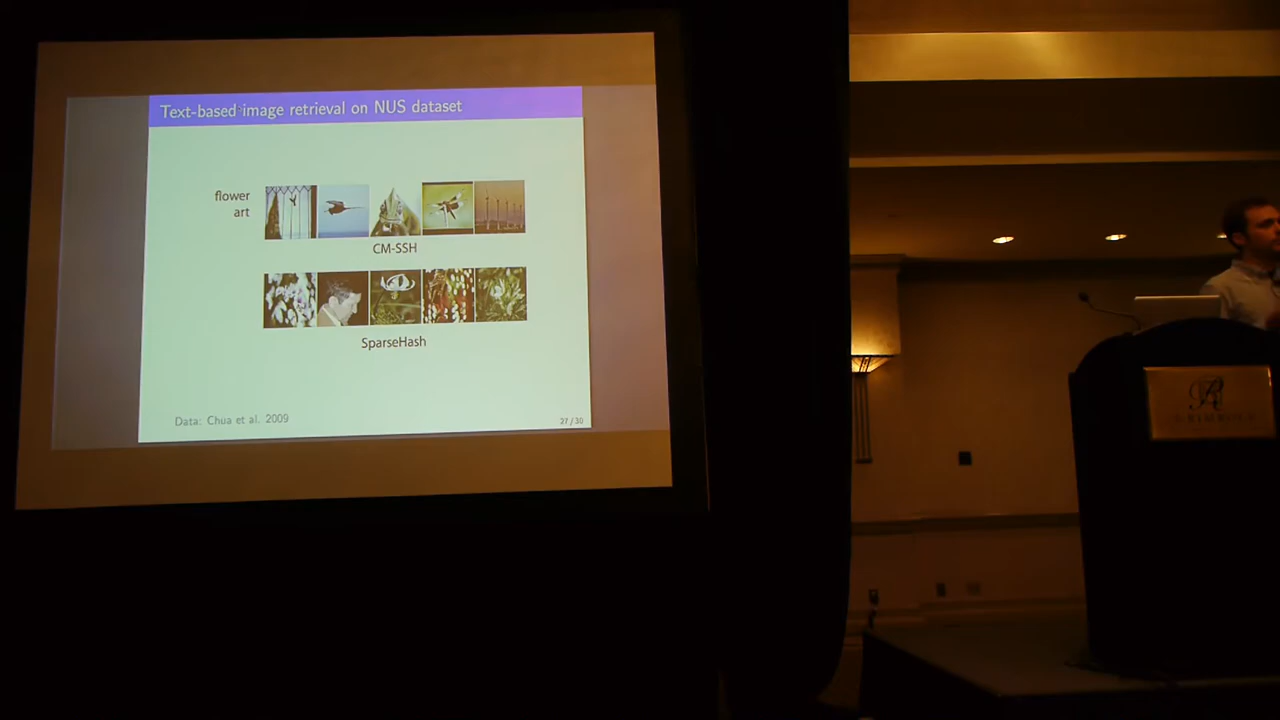 Text-based image retrieval on NUS dataset
flower
art
CM-SSH
SparseHash
Data: Chua et al. 2009
27 / 30